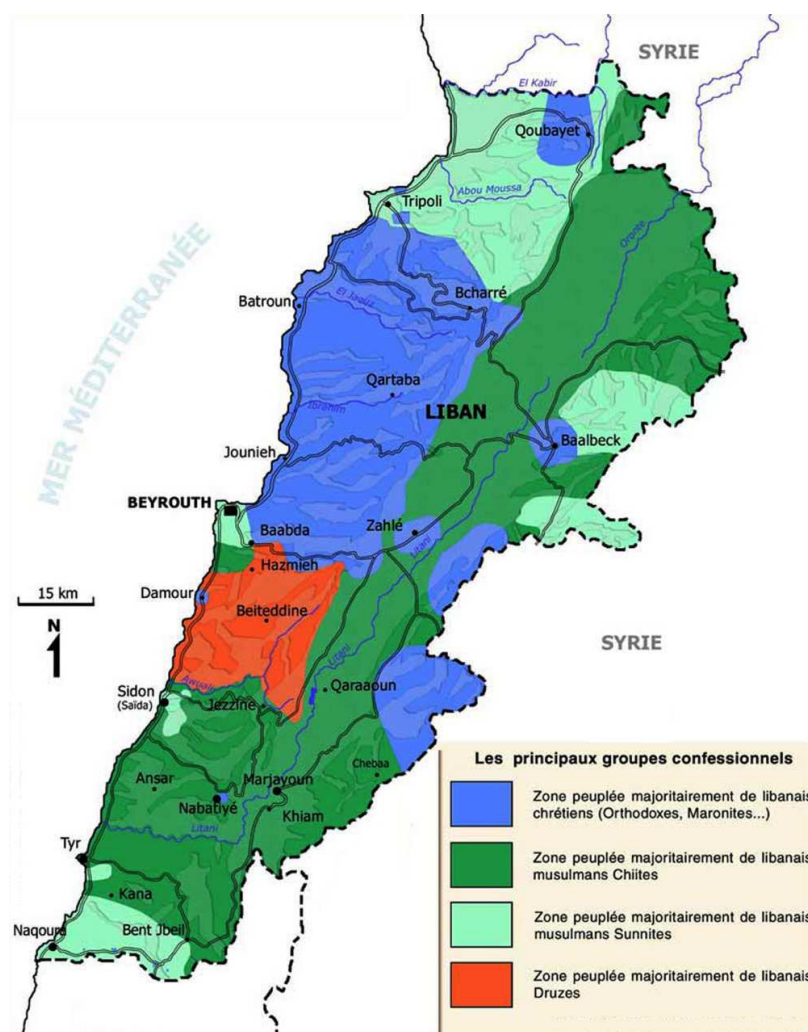 SYRIE
El Kabir
Qoubayet
Abou Moussa
Tripoli
Oronte
MER MÉDITERRANÉE
Batroun
El Jaouz
Bcharré
Qartaba
LIBAN
Ibrahim
Baalbeck
Jounieh
BEYROUTH
Zahlé
Litani
Baabda
Hazmieh
15 km
Damour
Beiteddine
N
SYRIE
Litani
Awwali
Qaraaoun
Sidon
(Saïda)
Jezzine
Chebaa
Ansar
Marjayoun
Nabatiyé
Khiam
Litani
Tyr
Kana
Naqoura
Bent Jbeil
Les principaux groupes confessionnels
Zone peuplée majoritairement de libanais
chrétiens (Orthodoxes, Maronites...)
Zone peuplée majoritairement de libanais
musulmans Chiites
Zone peuplée majoritairement de libanais
musulmans Sunnites
Zone peuplée majoritairement de libanais
Druzes